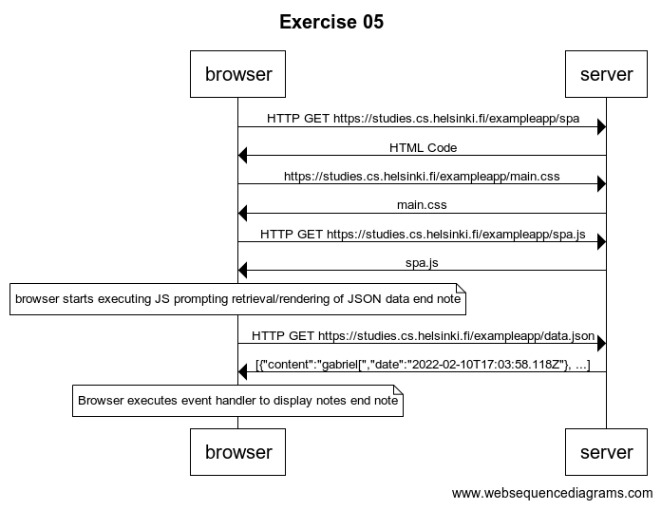 Exercise 05
browser server
HTTP GET https://studies.cs.helsinki.fi/exampleapp/spa
HTML Code
https://studies.cs.helsinki.fi/exampleapp/main.css
main.css
HTTP GET https://studies.cs.helsinki.fi/exampleapp/spa.js
spa.js
browser starts executing JS prompting retrieval/rendering of JSON data end note
HTTP GET https://studies.cs.helsinki.fi/exampleapp/data.json
[{"content":"gabriel[","date":"2022-02-10T17:03:58.118Z"}, ...]
Browser executes event handler to display notes end note
browser server
www.websequencediagrams.com